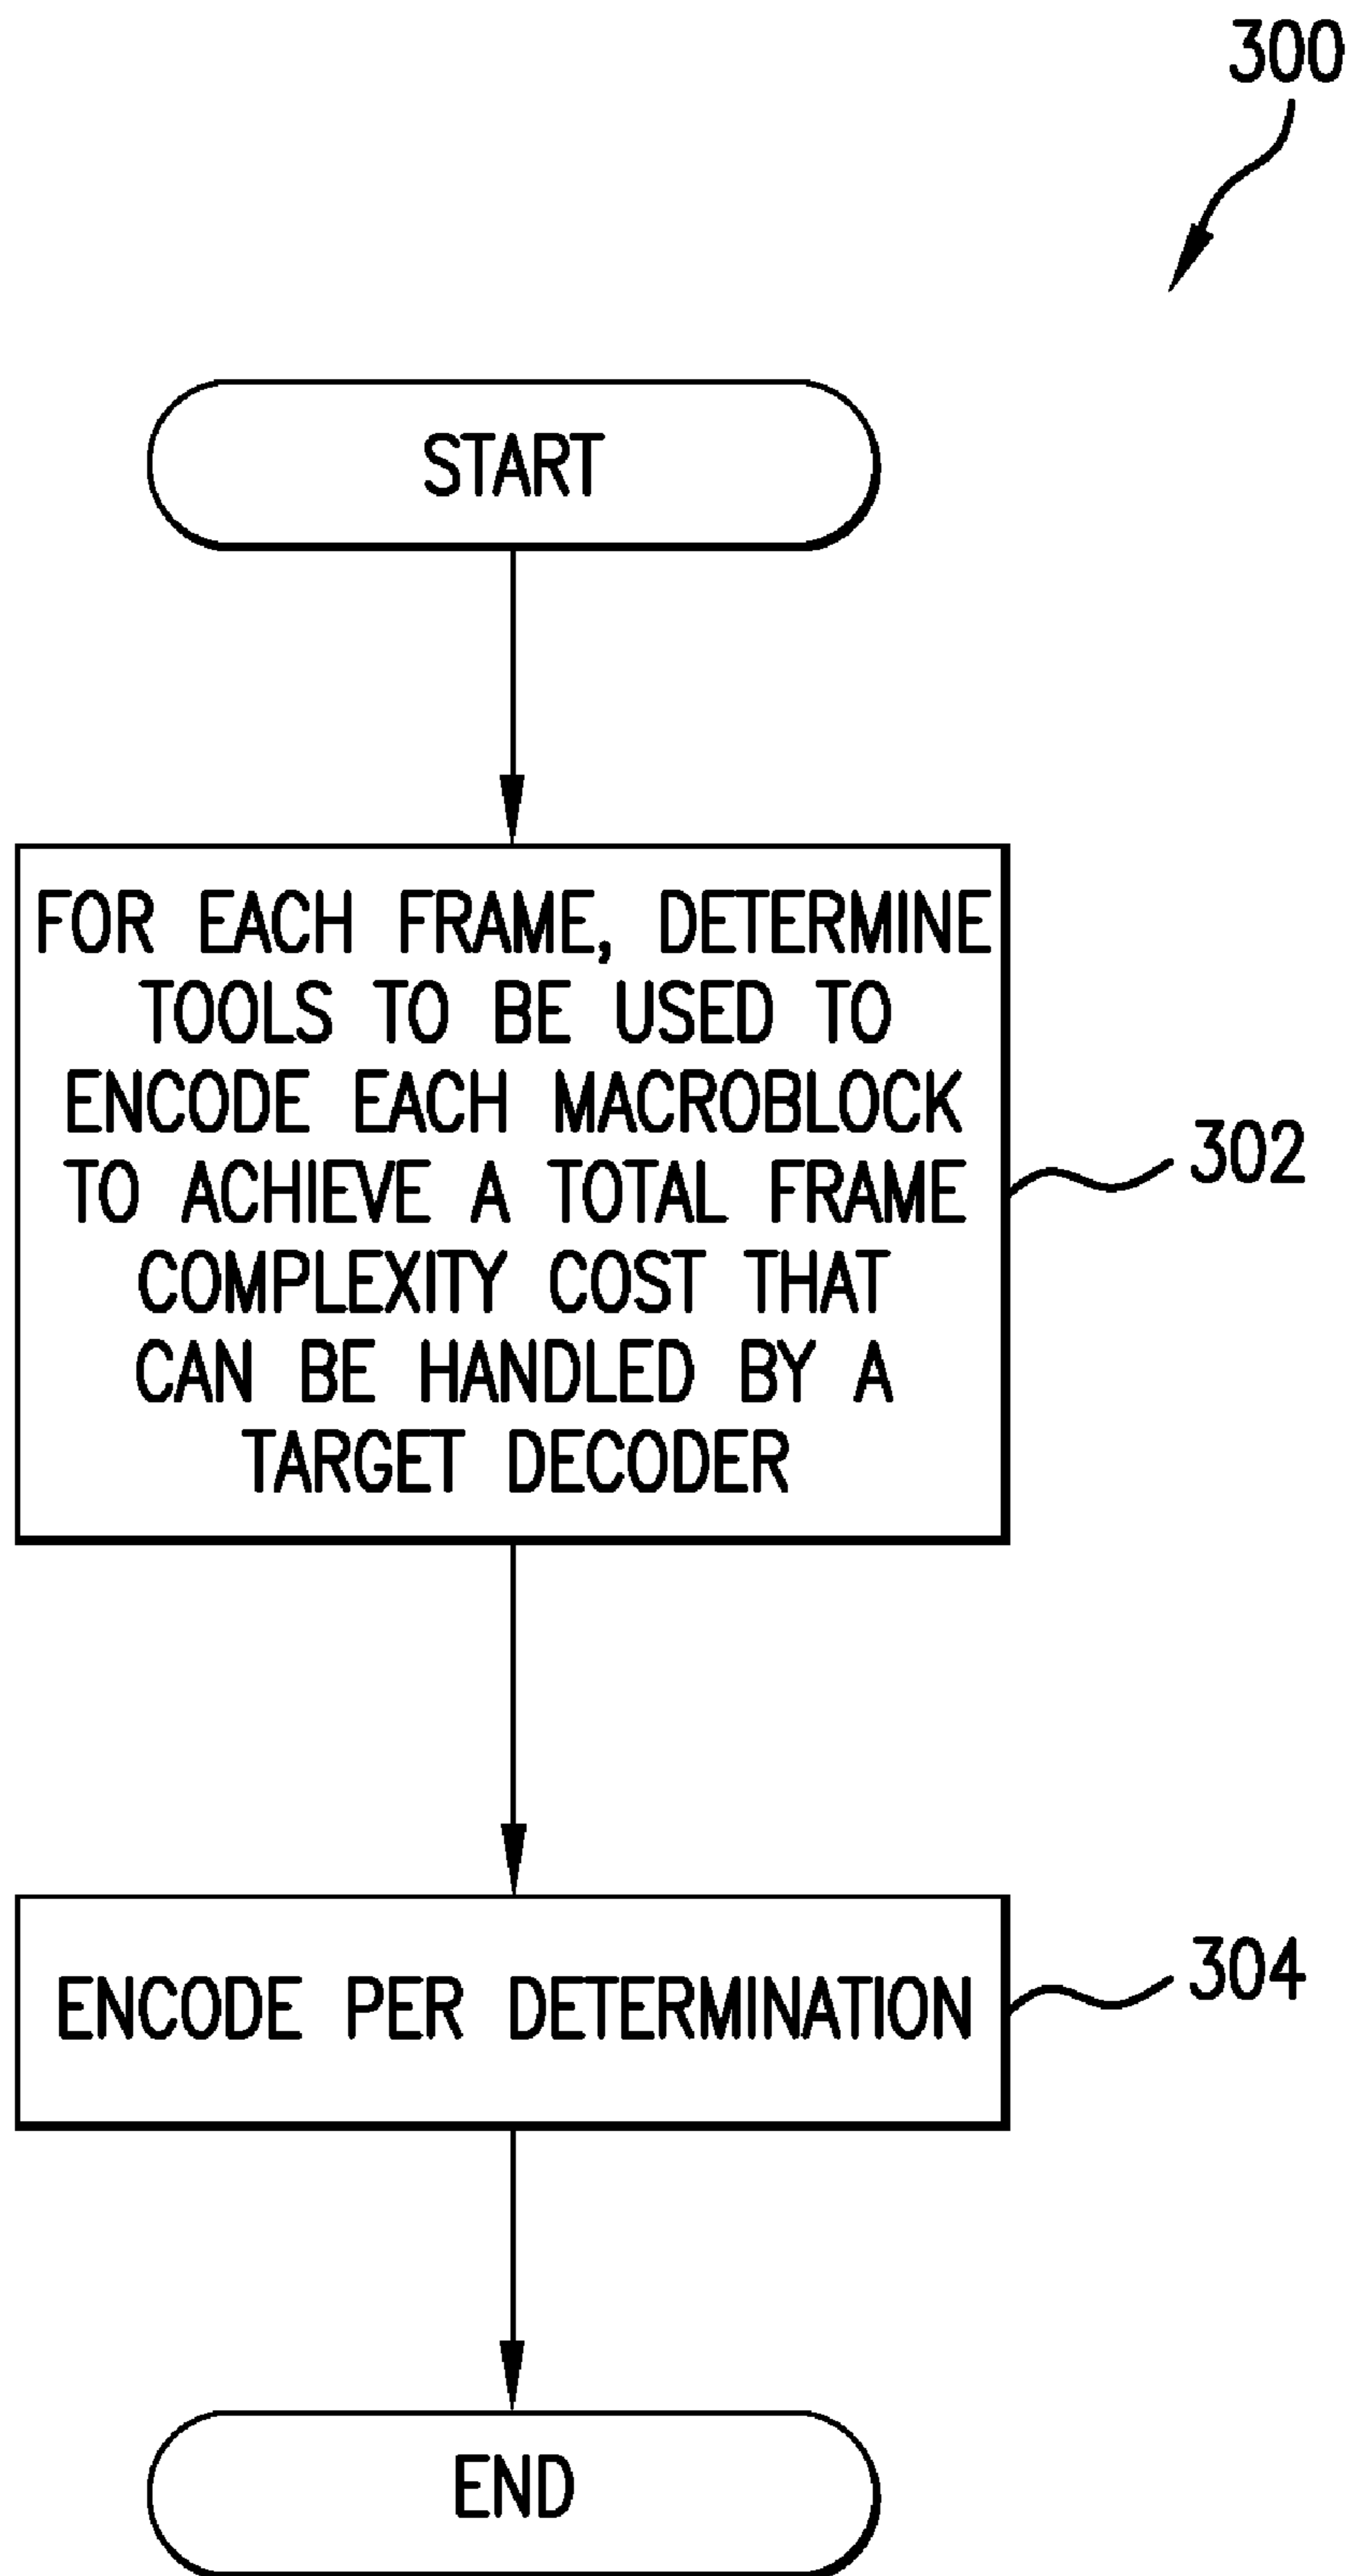 300
START
FOR EACH FRAME, DETERMINE
TOOLS TO BE USED TO
ENCODE EACH MACROBLOCK
TO ACHIEVE A TOTAL FRAME
COMPLEXITY COST THAT
CAN BE HANDLED BY A
TARGET DECODER
302
ENCODE PER DETERMINATION
304
END